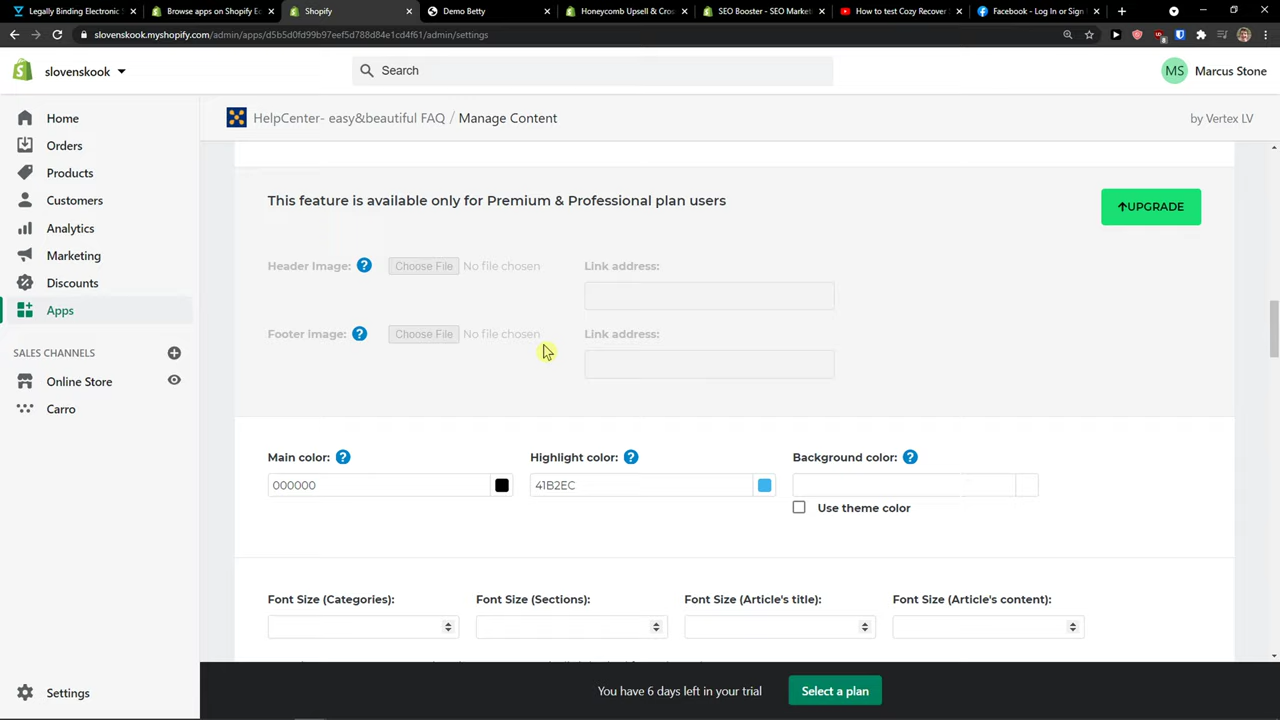 Legally Binding Electronic S
Browse apps on Shopify Ec
Shopify
Demo Betty
Honeycomb Upsell & Cros
SEO Booster - SEO Market
How to test Cozy Recover S
Facebook - Log In or Sign U
slovenskook.myshopify.com/admin/apps/d5b5d0fd99b97eef5d788d84e1cd4f61/admin/settings
slovenskook
Search
MS
Marcus Stone
Home
Orders
Products
Customers
Analytics
Marketing
Discounts
Apps
SALES CHANNELS
Online Store
Carro
Settings
HelpCenter- easy&beautiful FAQ / Manage Content
by Vertex LV
This feature is available only for Premium & Professional plan users
UPGRADE
Header Image: ? Choose File No file chosen
Link address:
Footer Image: ? Choose File No file chosen
Link address:
Main color: ?
Highlight color: ?
Background color: ?
000000
41B2EC
Use theme color
Font Size (Categories):
Font Size (Sections):
Font Size (Article's title):
Font Size (Article's content):
You have 6 days left in your trial
Select a plan